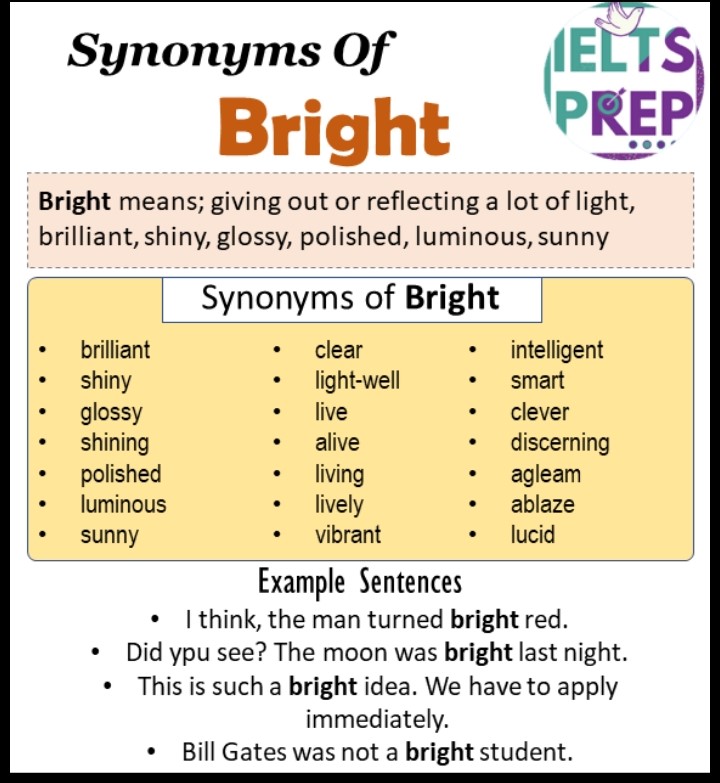 Synonyms Of
Bright
IELTS
PREP
Bright means; giving out or reflecting a lot of light,
brilliant, shiny, glossy, polished, luminous, sunny
Synonyms of Bright
• brilliant
• shiny
• glossy
• shining
• polished
• luminous
• sunny
• clear
• light-well
• live
• alive
• living
• lively
• vibrant
• intelligent
• smart
• clever
• discerning
• agleam
• ablaze
• lucid
Example Sentences
• I think, the man turned bright red.
• Did ypu see? The moon was bright last night.
• This is such a bright idea. We have to apply
immediately.
• Bill Gates was not a bright student.